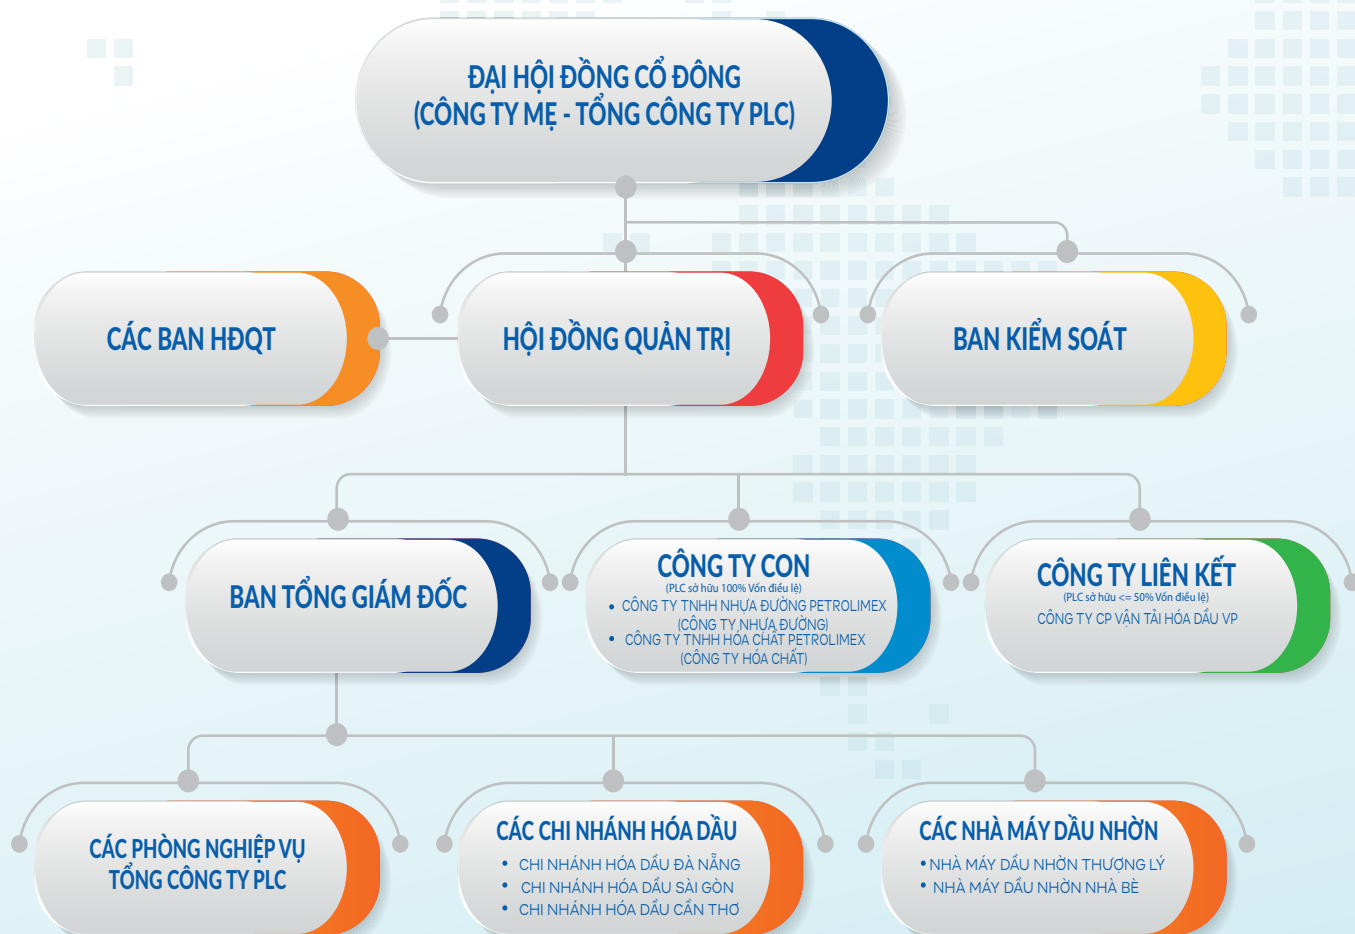 ĐẠI HỘI ĐỒNG CỔ ĐÔNG
(CÔNG TY MẸ - TỔNG CÔNG TY PLC)
CÁC BAN HĐQT
HỘI ĐỒNG QUẢN TRỊ
BAN KIỂM SOÁT
BAN TỔNG GIÁM ĐỐC
CÔNG TY CON
(PLC sở hữu 100% Vốn điều lệ)
• CÔNG TY TNHH NHỰA ĐƯỜNG PETROLIMEX
(CÔNG TY NHỰA ĐƯỜNG)
• CÔNG TY TNHH HÓA CHẤT PETROLIMEX
(CÔNG TY HÓA CHẤT)
CÔNG TY LIÊN KẾT
(PLC sở hữu <= 50% Vốn điều lệ)
CÔNG TY CP VẬN TẢI HÓA DẦU VP
CÁC PHÒNG NGHIỆP VỤ
TỔNG CÔNG TY PLC
CÁC CHI NHÁNH HÓA DẦU
• CHI NHÁNH HÓA DẦU ĐÀ NẴNG
• CHI NHÁNH HÓA DẦU SÀI GÒN
• CHI NHÁNH HÓA DẦU CẦN THƠ
CÁC NHÀ MÁY DẦU NHỜN
• NHÀ MÁY DẦU NHỜN THƯỢNG LÝ
• NHÀ MÁY DẦU NHỜN NHÀ BÈ